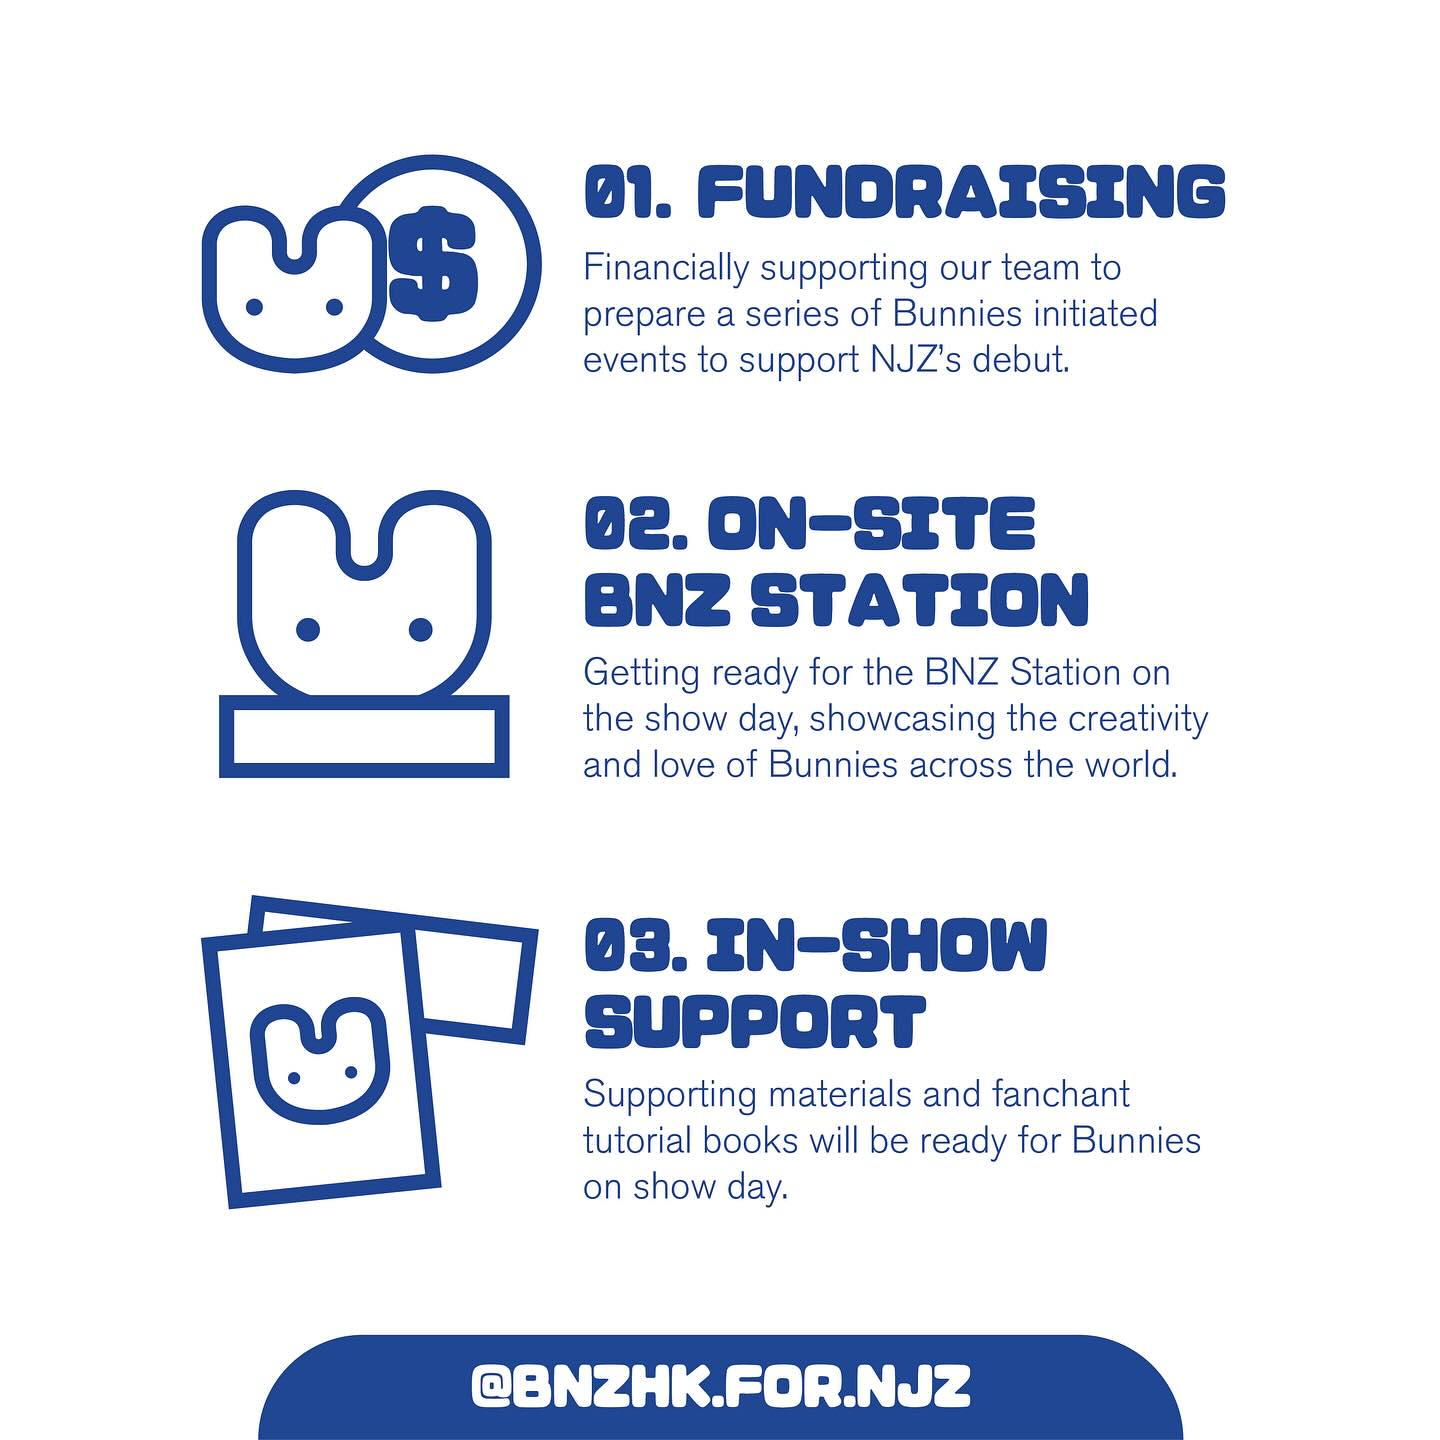 $
01. FUNDRAISING
Financially supporting our team to
prepare a series of Bunnies initiated
events to support NJZ’s debut.
02. ON-SITE
BNZ STATION
Getting ready for the BNZ Station on
the show day, showcasing the creativity
and love of Bunnies across the world.
03. IN-SHOW
SUPPORT
Supporting materials and fanchant
tutorial books will be ready for Bunnies
on show day.
@BNZHK.FOR.NJZ